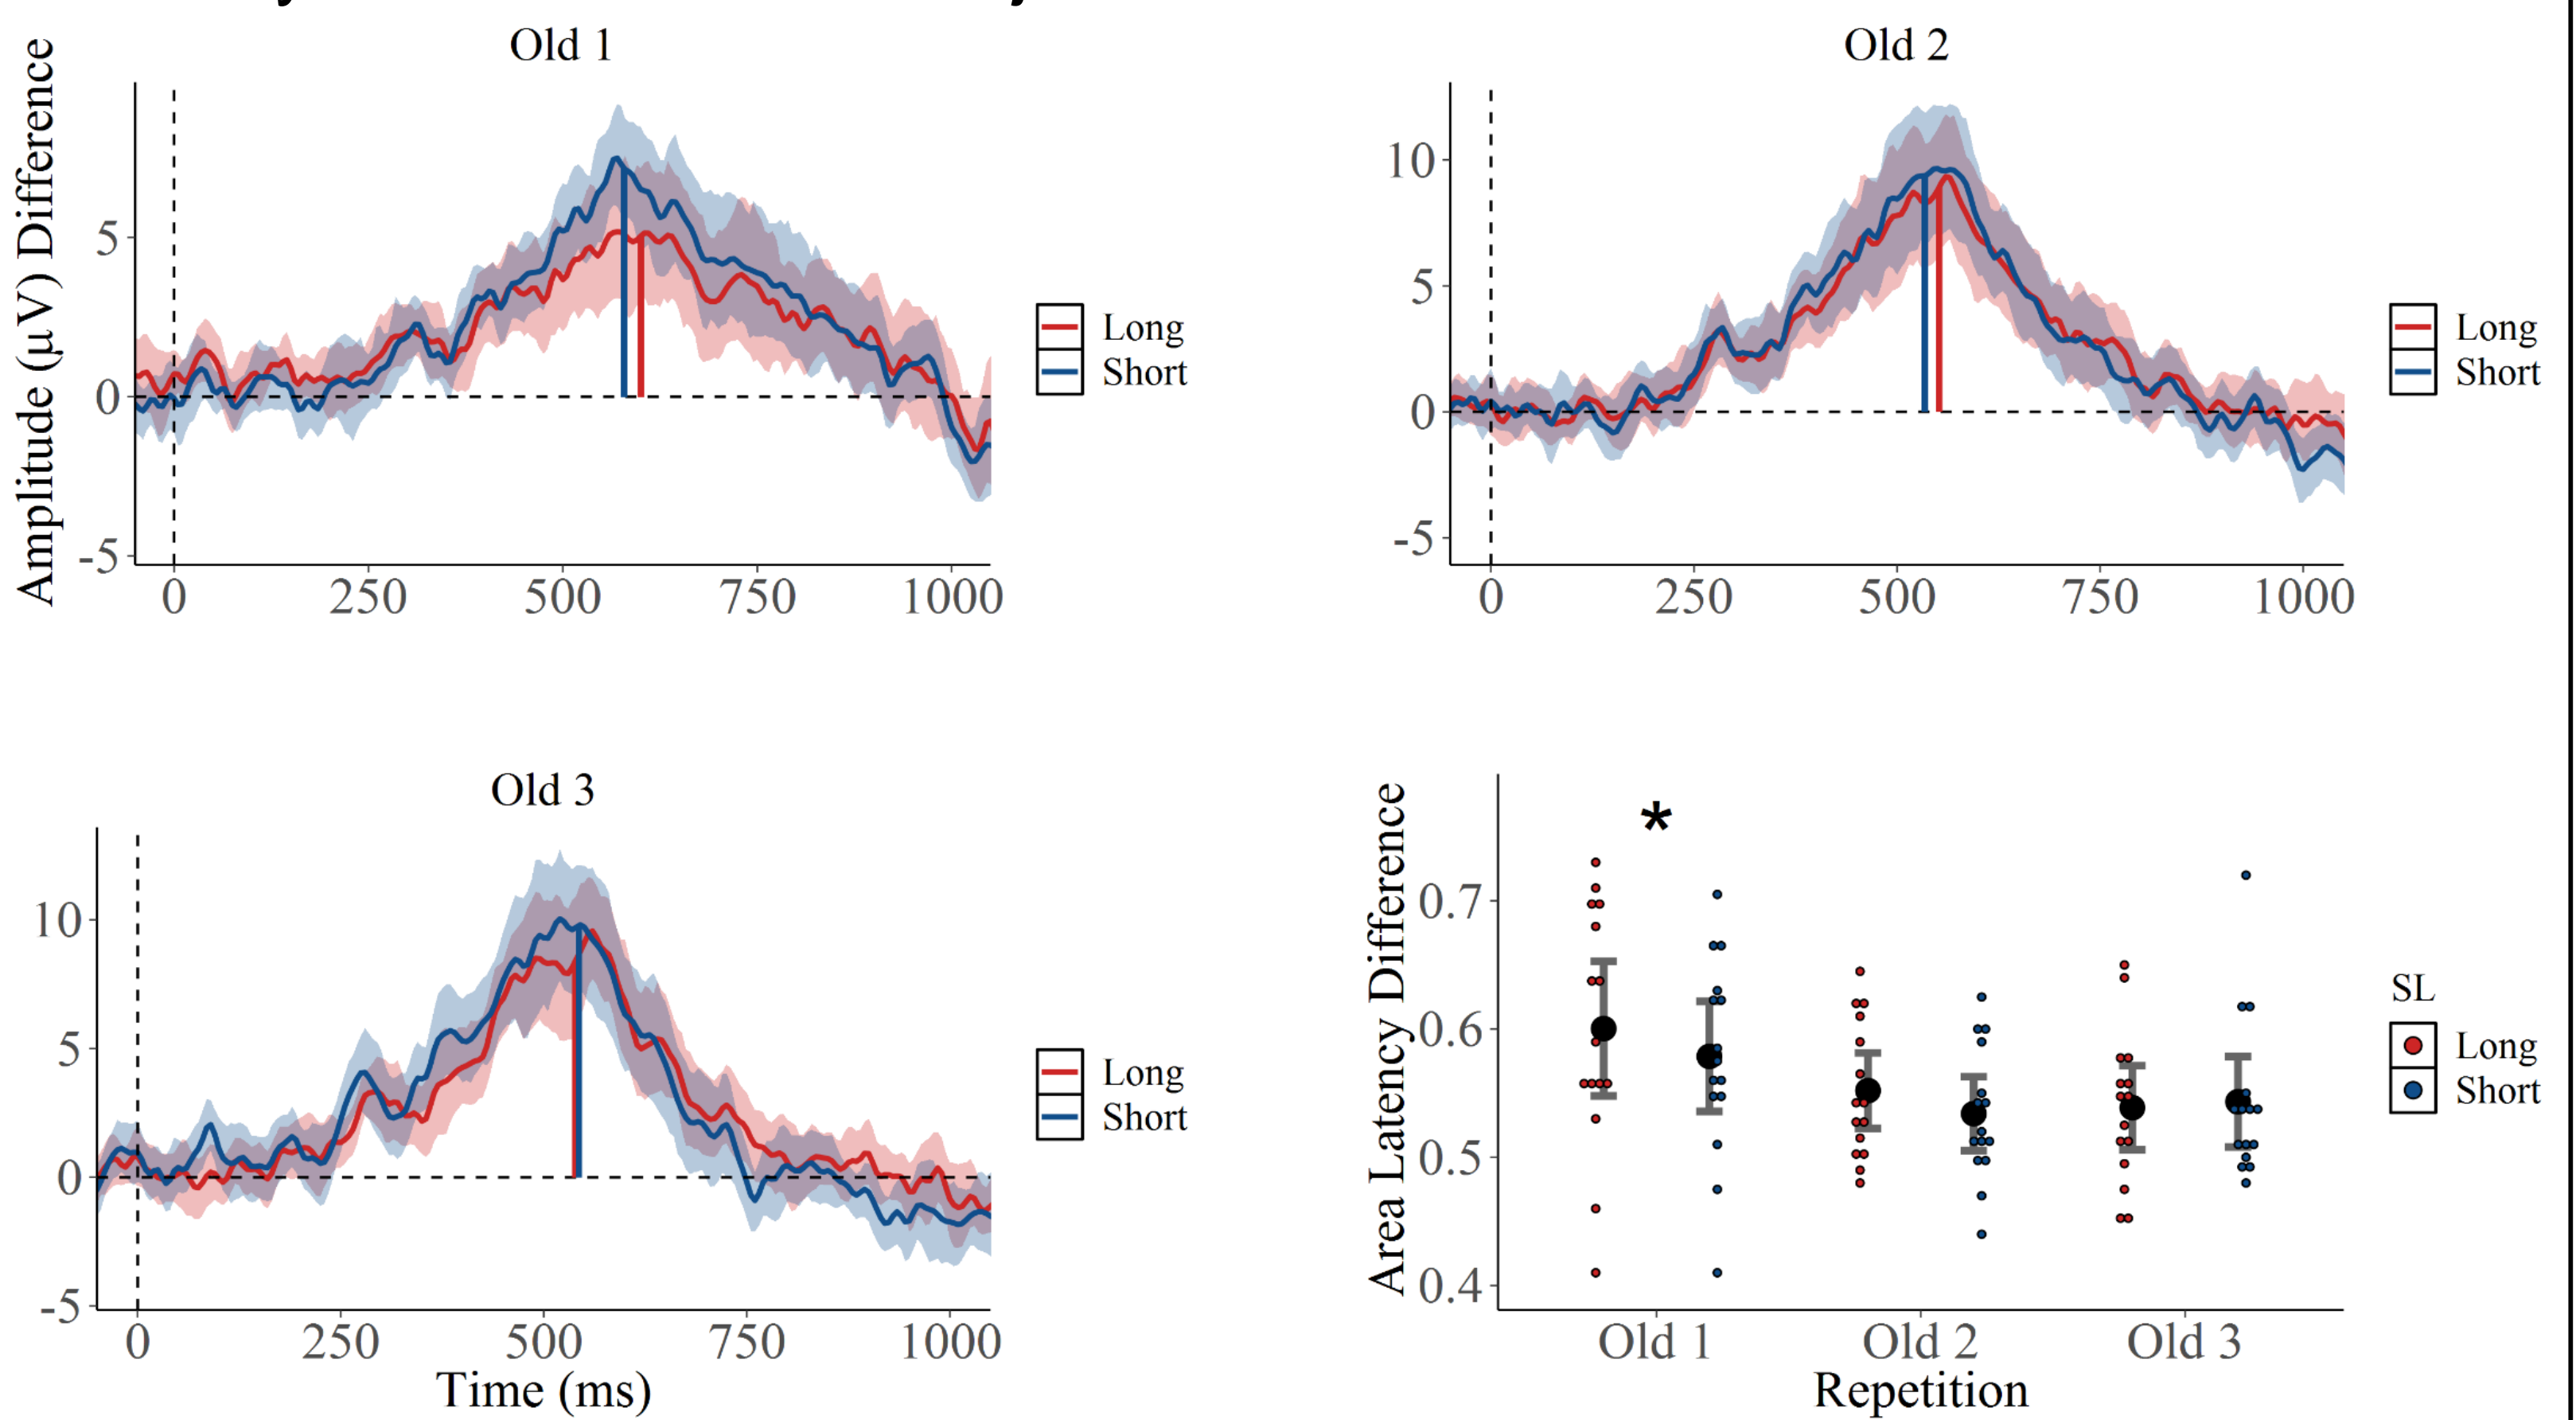 Old 1
Old 2
Amplitude (μV) Difference
5
0
-5
0 250 500 750 1000
Long
Short
10
5
0
-5
0 250 500 750 1000
Long
Short
Old 3
10
5
0
-5
0 250 500 750 1000
Time (ms)
Long
Short
Area Latency Difference
*
0.7
0.6
0.5
0.4
Old 1 Old 2 Old 3
Repetition
SL
Long
Short